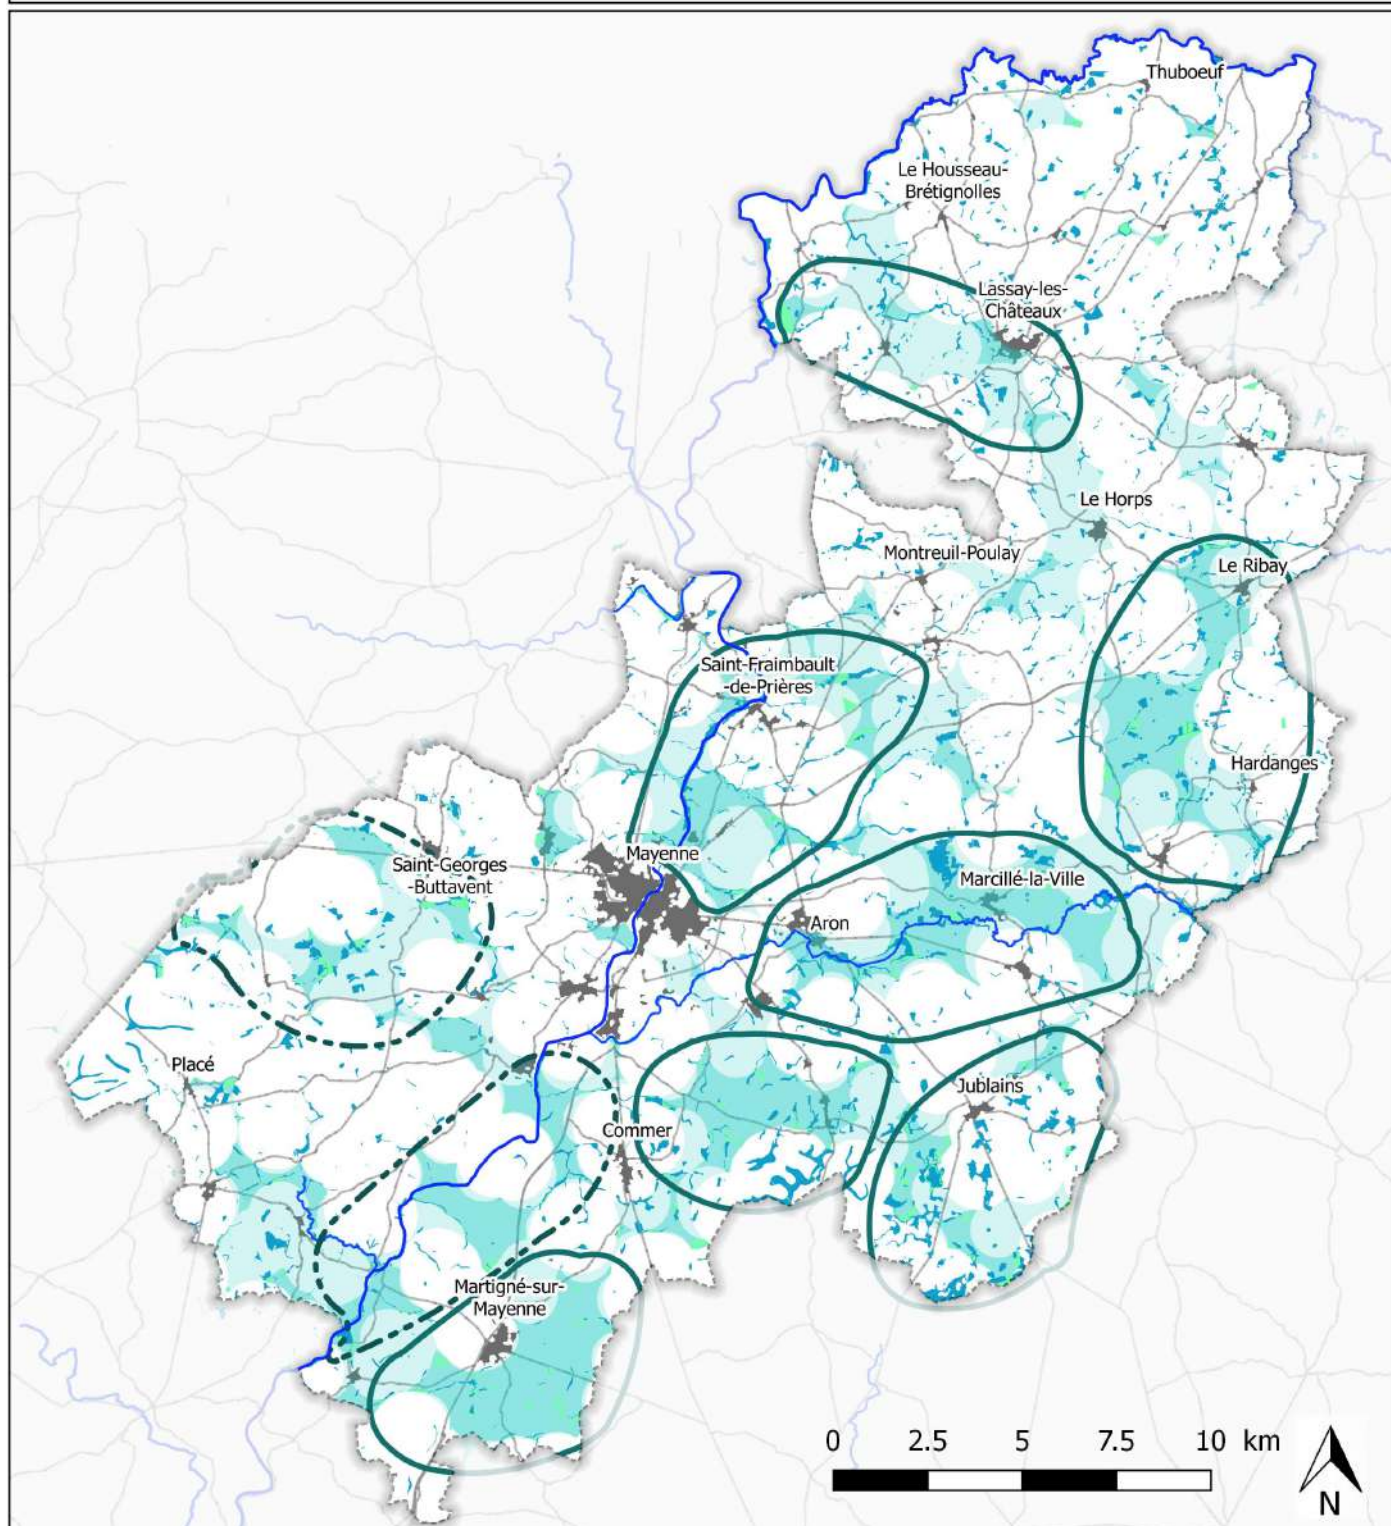 Thuboeuf
Le Housseau-
Brétignolles
Lassay-les-
Châteaux
Le Horps
Montreuil-Poulay
Le Ribay
Saint-Fraimbault
-de-Prières
Hardanges
Mayenne
Saint-Georges
-Buttavent
Marcillé-la-Ville
Aron
Placé
Jublains
Commer
Martigné-sur-
Mayenne
0 2.5 5 7.5 10 km
N